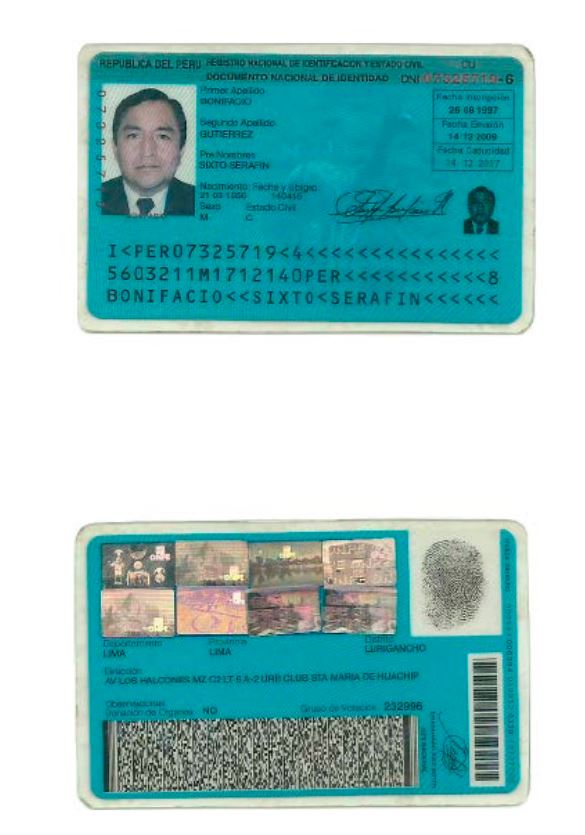 REPUBLICA DEL PERU REGISTRO NACIONAL DE IDENTIFICACION Y ESTADO CIVIL
DOCUMENTO NACIONAL DE IDENTIDAD DNI 07325719-6
Primer Apellido
BONIFACIO
Segundo Apellido
GUTIERREZ
Pre Nombres
SIXTO SERAFIN
Nacimiento: Fecha y Ubigeo
21 03 1956 140415
Sexo Estado Civil
M C
Fecha Inscripción
26 08 1997
Fecha Emisión
14 12 2009
Fecha Caducidad
14 12 2017
I<PER07325719<4<<<<<<<<<<<<<<<
5603211M1712140PER<<<<<<<<<<<8
BONIFACIO<<SIXTO<SERAFIN<<<<<<
Departamento Provincia Distrito
LIMA LIMA LURIGANCHO
Dirección
AV LOS HALCONES MZ C2 LT 6 A-2 URB CLUB STA MARIA DE HUACHIP
Observaciones
Donación de Organos NO Grupo de Votación 232996